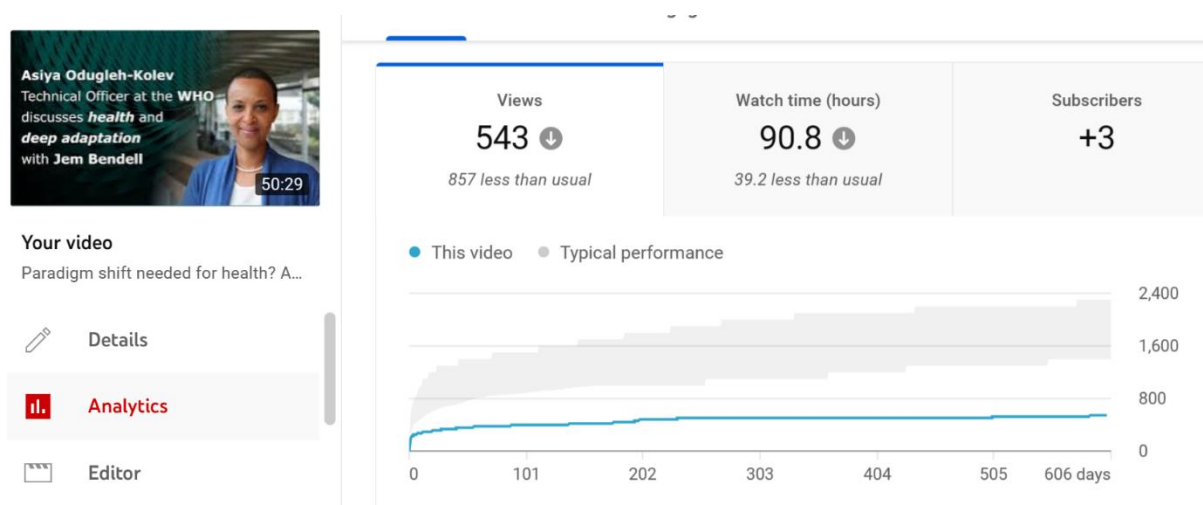 Asiya Odugleh-Kolev
Technical Officer at the WHO
discusses health and
deep adaptation
with Jem Bendell
50:29
Your video
Paradigm shift needed for health? A...
Details
Analytics
Editor
Views
543
857 less than usual
Watch time (hours)
90.8
39.2 less than usual
Subscribers
+3
This video
Typical performance
2,400
1,600
800
0
0 101 202 303 404 505 606 days